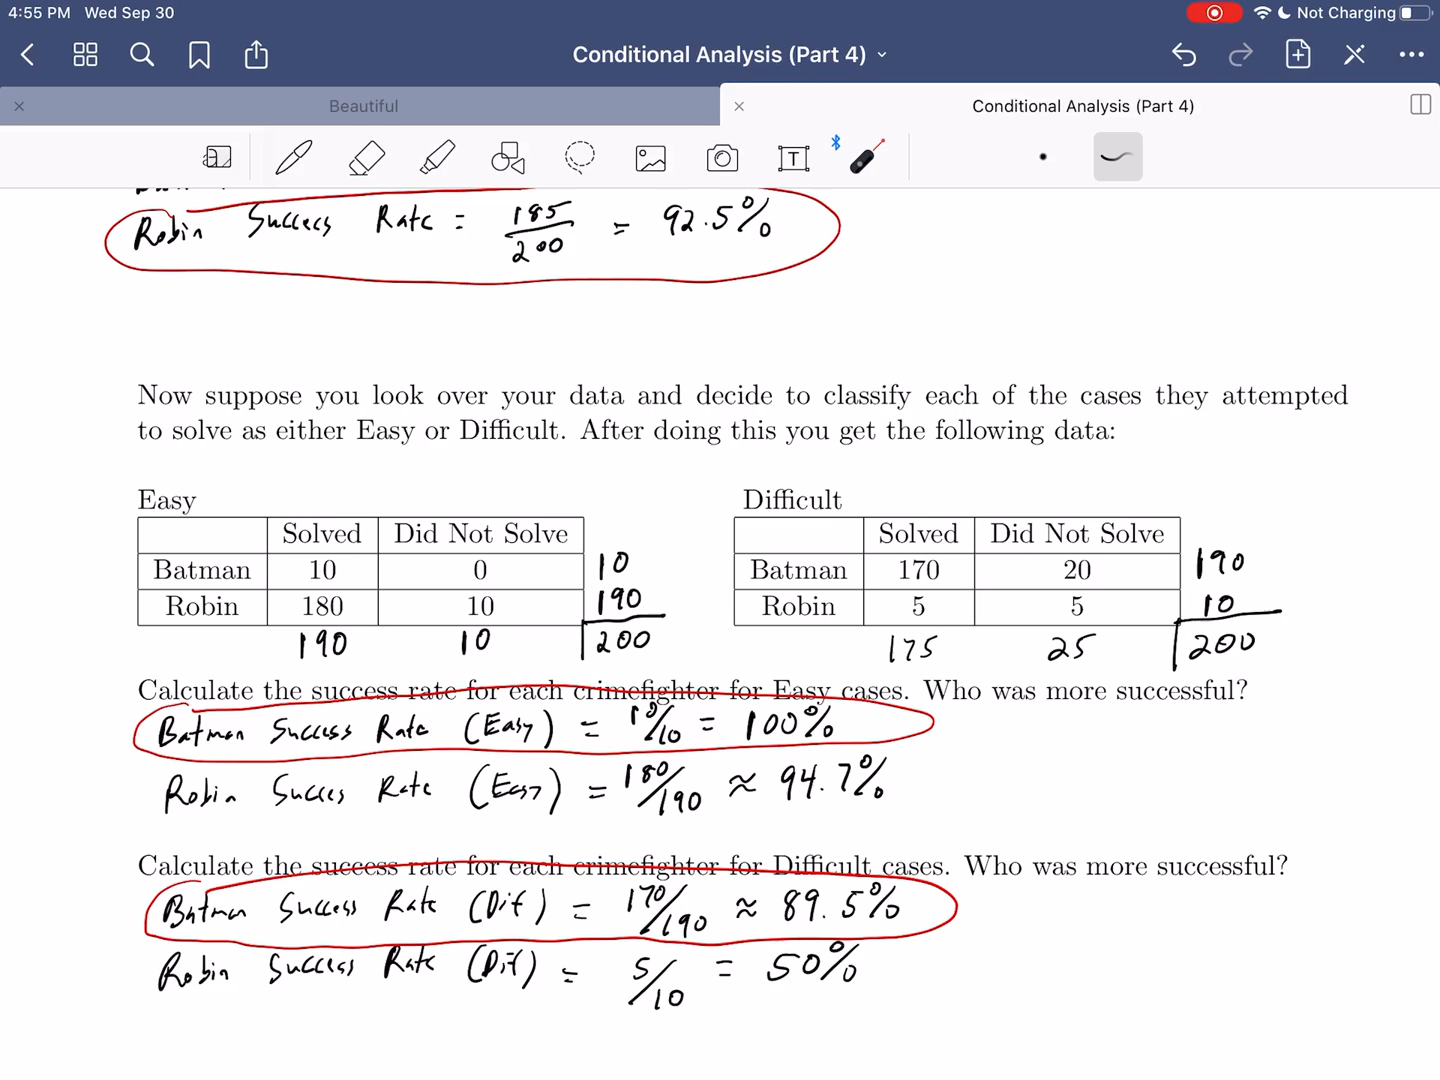 4:55 PM Wed Sep 30
Not Charging
Conditional Analysis (Part 4)
Beautiful
Conditional Analysis (Part 4)
Robin Success Rate = 185/200 = 92.5%
Now suppose you look over your data and decide to classify each of the cases they attempted
to solve as either Easy or Difficult. After doing this you get the following data:
Easy
Solved Did Not Solve
Batman 10 0 10
Robin 180 10 190
190 10 200
Difficult
Solved Did Not Solve
Batman 170 20 190
Robin 5 5 10
175 25 200
Calculate the success rate for each crimefighter for Easy cases. Who was more successful?
Batman Success Rate (Easy) = 10/10 = 100%
Robin Succes Rate (Easy) = 180/190 ≈ 94.7%
Calculate the success rate for each crimefighter for Difficult cases. Who was more successful?
Batman Success Rate (Dif) = 170/190 ≈ 89.5%
Robin Success Rate (Dif) = 5/10 = 50%